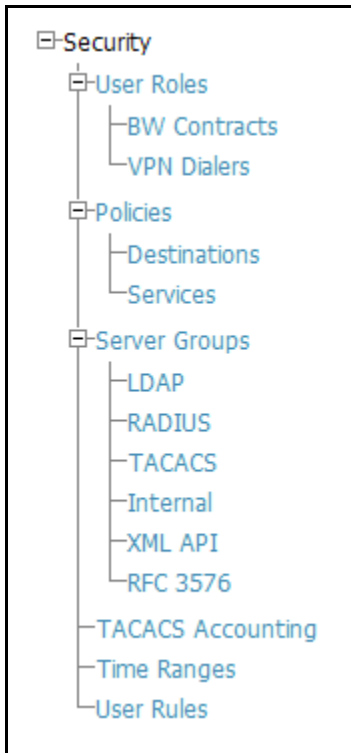 Security
User Roles
BW Contracts
VPN Dialers
Policies
Destinations
Services
Server Groups
LDAP
RADIUS
TACACS
Internal
XML API
RFC 3576
TACACS Accounting
Time Ranges
User Rules